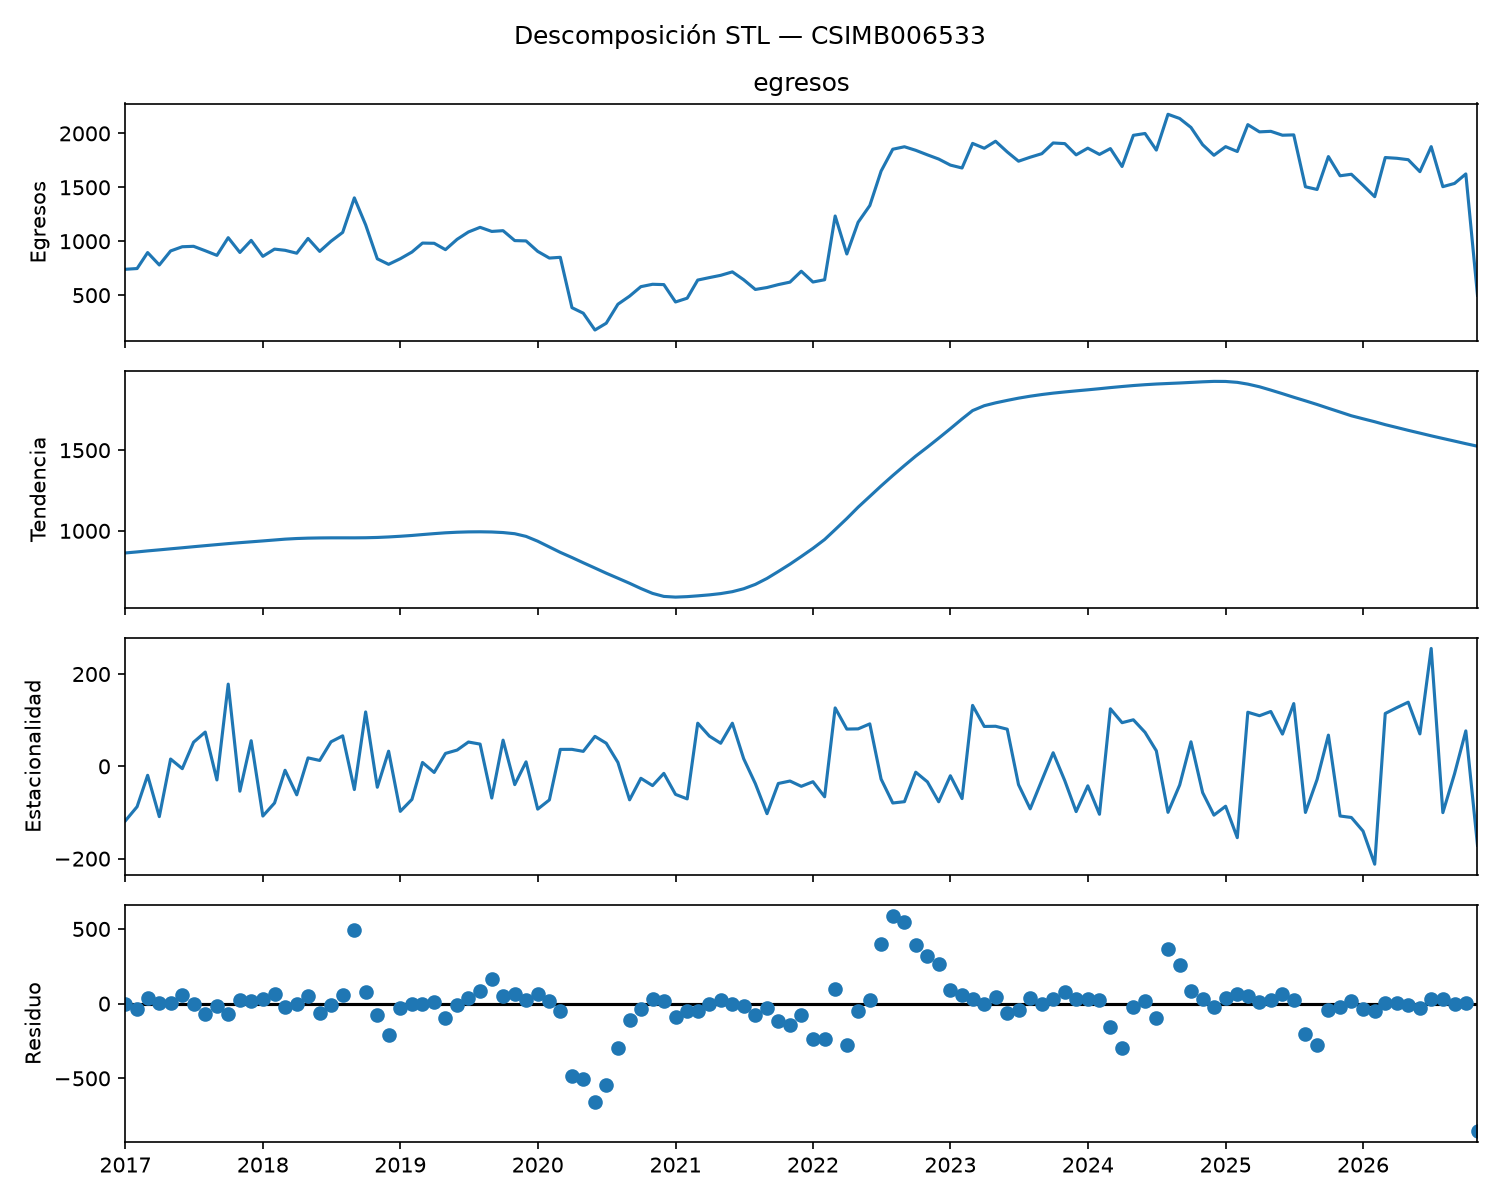 Descomposición STL — CSIMB006533
egresos
Egresos
2000
1500
1000
500
Tendencia
1500
1000
Estacionalidad
200
0
−200
Residuo
500
0
−500
2017 2018 2019 2020 2021 2022 2023 2024 2025 2026